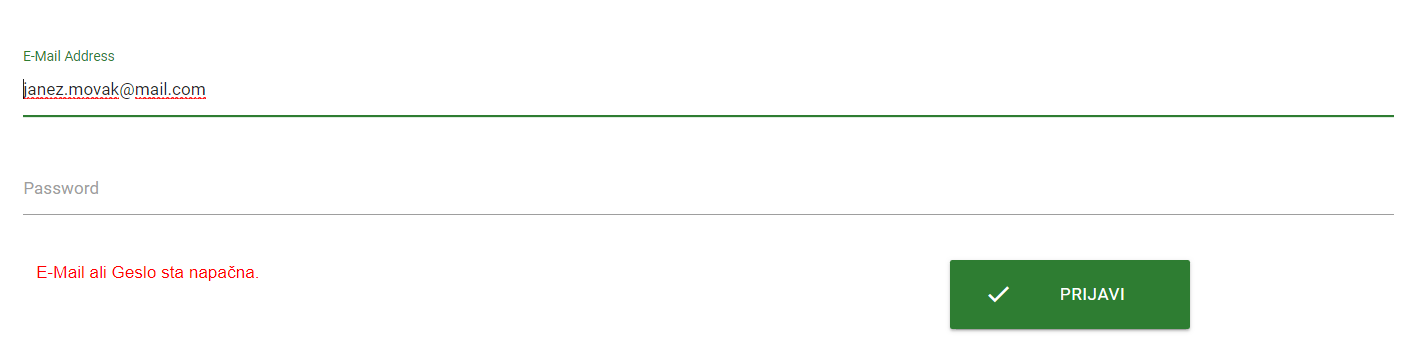 E-Mail Address
janez.movak@mail.com
Password
E-Mail ali Geslo sta napačna.
PRIJAVI